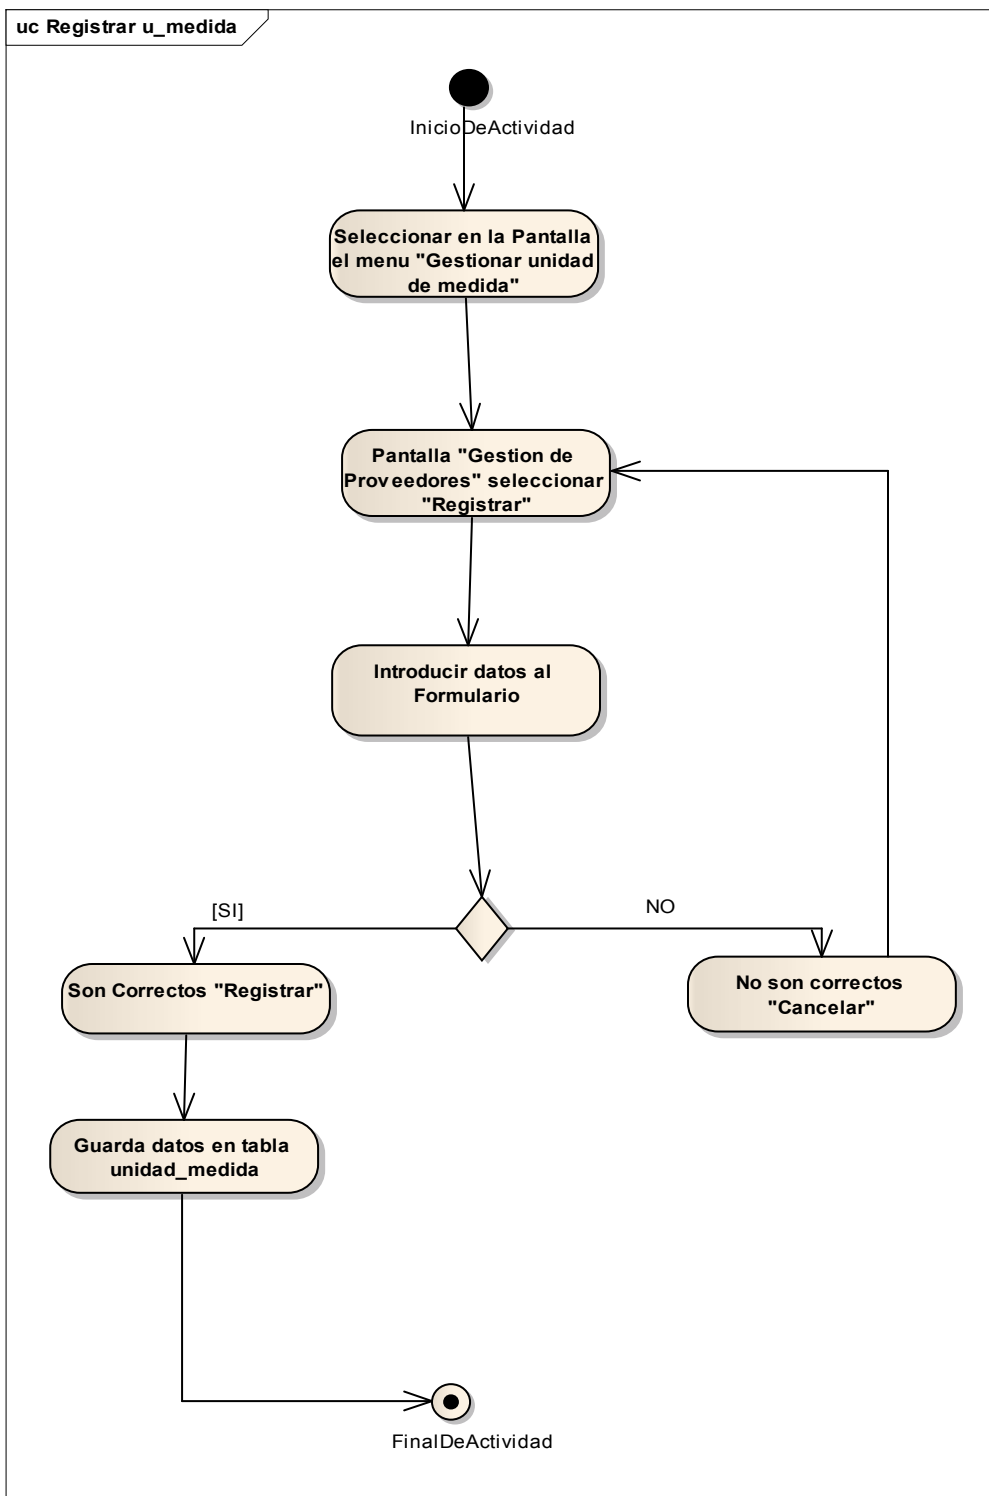 uc Registrar u_medida
InicioDeActividad
Seleccionar en la Pantalla
el menu "Gestionar unidad
de medida"
Pantalla "Gestion de
Proveedores" seleccionar
"Registrar"
Introducir datos al
Formulario
[SI]
NO
Son Correctos "Registrar"
No son correctos
"Cancelar"
Guarda datos en tabla
unidad_medida
FinalDeActividad